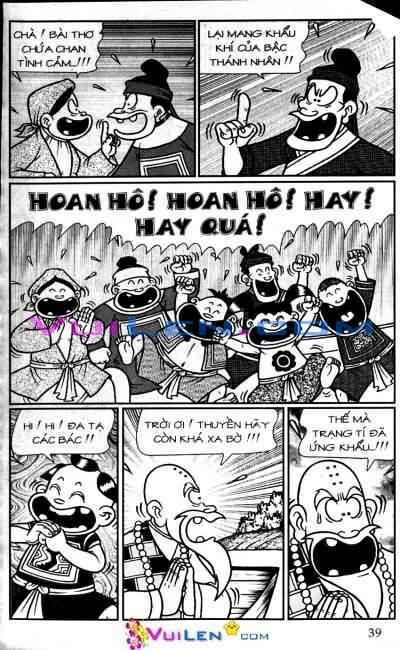 CHÀ! BÀI THƠ
CHỨA CHAN
TÌNH CẢM...!!!
LẠI MANG KHẨU
KHÍ CỦA BẬC
THÁNH NHÂN!!
HOAN HÔ! HOAN HÔ! HAY!
HAY QUÁ!
VUILEN.COM
HI! HI! ĐA TẠ
CÁC BÁC!!
TRỜI ƠI! THUYỀN HÃY
CÒN KHÁ XA BỜ...!!!
THẾ MÀ
TRẠNG TÍ ĐÃ
ỨNG KHẨU...!!!
39
VUILEN.COM